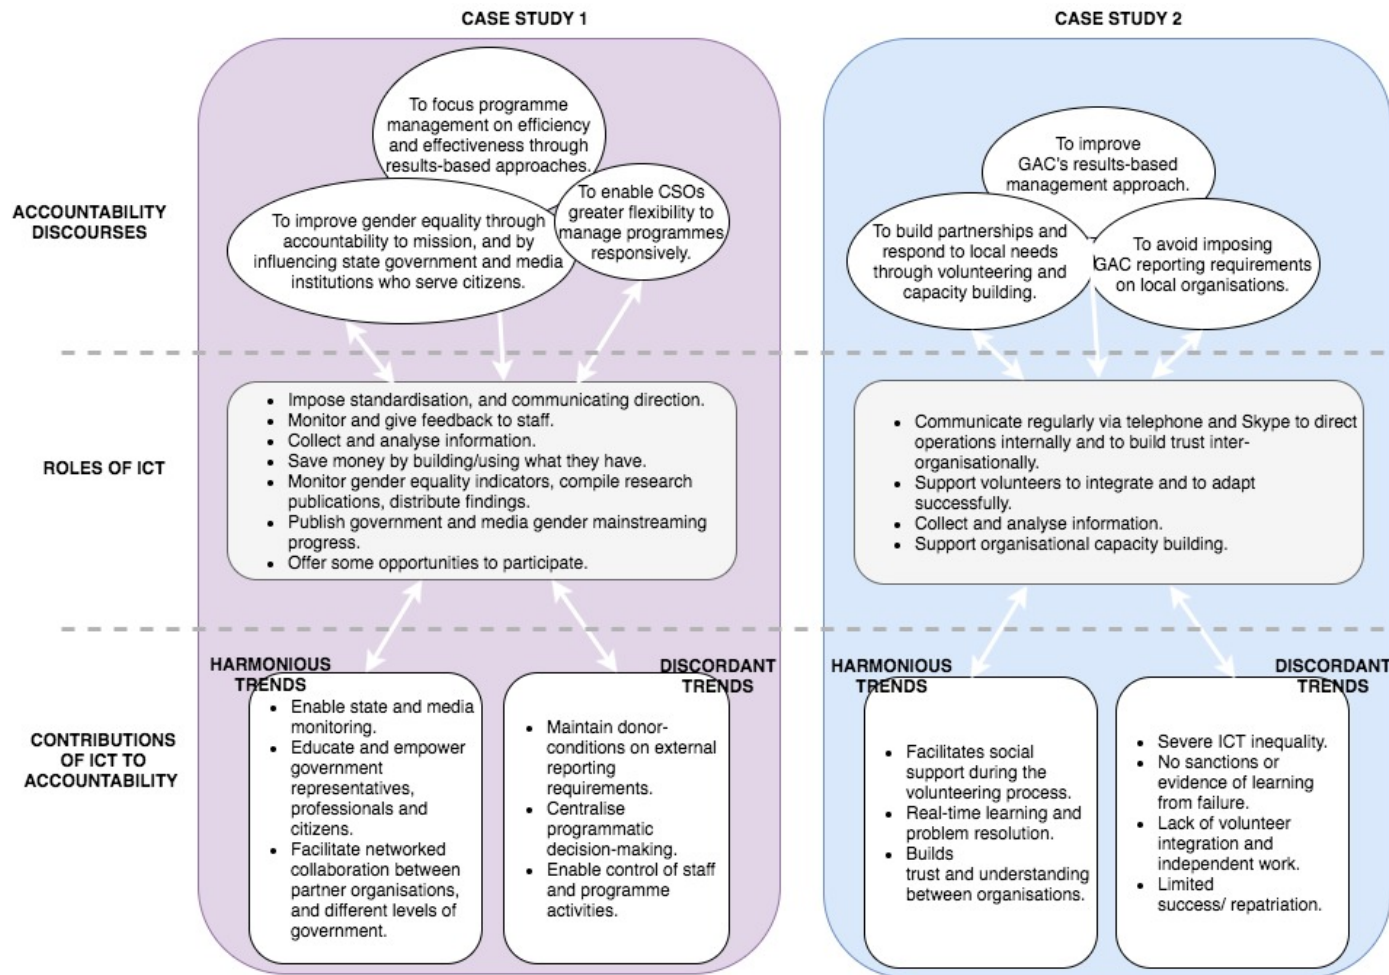 CASE STUDY 1
CASE STUDY 2
ACCOUNTABILITY
DISCOURSES
To focus programme
management on efficiency
and effectiveness through
results-based approaches.
To improve gender equality through
accountability to mission, and by
influencing state government and media
institutions who serve citizens.
To enable CSOs
greater flexibility to
manage programmes
responsively.
To improve
GAC's results-based
management approach.
To build partnerships and
respond to local needs
through volunteering and
capacity building.
To avoid imposing
GAC reporting requirements
on local organisations.
ROLES OF ICT
• Impose standardisation, and communicating direction.
• Monitor and give feedback to staff.
• Collect and analyse information.
• Save money by building/using what they have.
• Monitor gender equality indicators, compile research
publications, distribute findings.
• Publish government and media gender mainstreaming
progress.
• Offer some opportunities to participate.
• Communicate regularly via telephone and Skype to direct
operations internally and to build trust inter-
organisationally.
• Support volunteers to integrate and to adapt
successfully.
• Collect and analyse information.
• Support organisational capacity building.
CONTRIBUTIONS
OF ICT TO
ACCOUNTABILITY
HARMONIOUS
TRENDS
• Enable state and media
monitoring.
• Educate and empower
government
representatives,
professionals and
citizens.
• Facilitate networked
collaboration between
partner organisations,
and different levels of
government.
DISCORDANT
TRENDS
• Maintain donor-
conditions on external
reporting
requirements.
• Centralise
programmatic
decision-making.
• Enable control of staff
and programme
activities.
HARMONIOUS
TRENDS
• Facilitates social
support during the
volunteering process.
• Real-time learning and
problem resolution.
• Builds
trust and understanding
between organisations.
DISCORDANT
TRENDS
• Severe ICT inequality.
• No sanctions or
evidence of learning
from failure.
• Lack of volunteer
integration and
independent work.
• Limited
success/ repatriation.